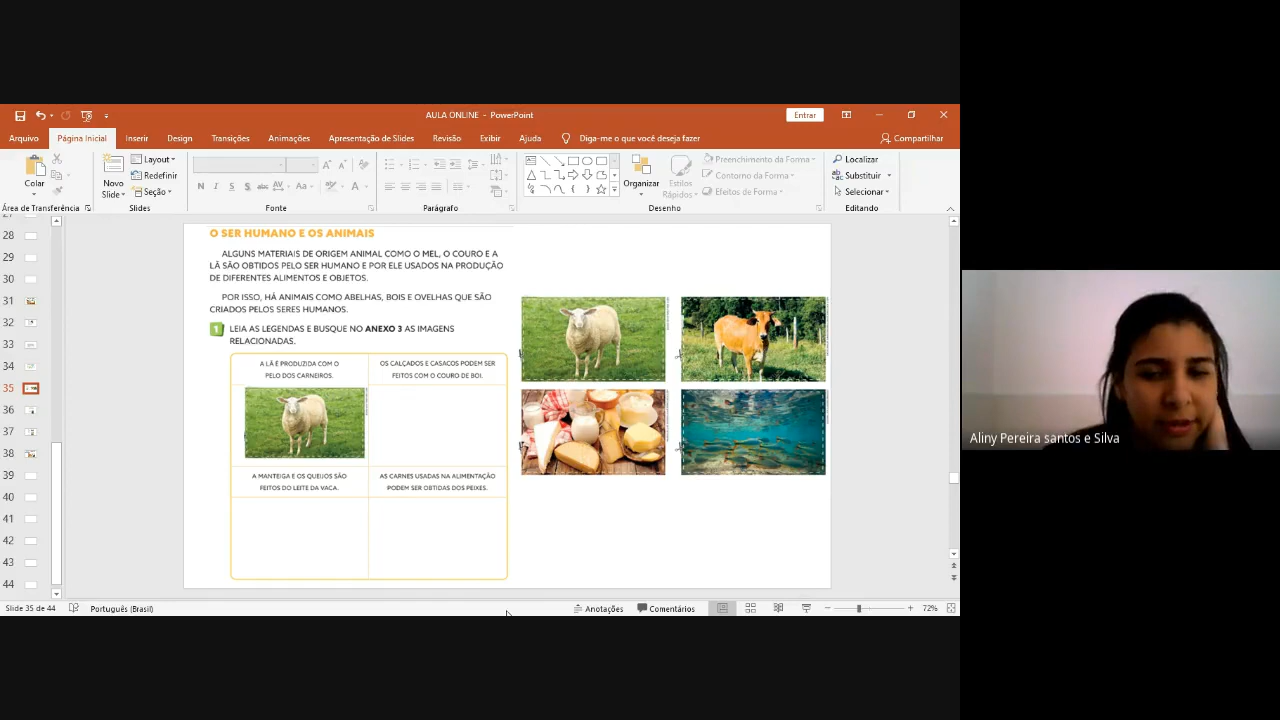 AULA ONLINE - PowerPoint
Entrar
Arquivo
Página Inicial
Inserir
Design
Transições
Animações
Apresentação de Slides
Revisão
Exibir
Ajuda
Diga-me o que você deseja fazer
Compartilhar
Colar
Novo
Slide
Layout
Redefinir
Seção
N
I
S
S
abc
AV
Aa
A
Organizar
Estilos
Rápidos
Preenchimento da Forma
Contorno da Forma
Efeitos de Forma
Localizar
Substituir
Selecionar
Área de Transferência
Slides
Fonte
Parágrafo
Desenho
Editando
28
29
30
31
32
33
34
35
36
37
38
39
40
41
42
43
44
O SER HUMANO E OS ANIMAIS
ALGUNS MATERIAIS DE ORIGEM ANIMAL COMO O MEL, O COURO E A
LÃ SÃO OBTIDOS PELO SER HUMANO E POR ELE USADOS NA PRODUÇÃO
DE DIFERENTES ALIMENTOS E OBJETOS.
POR ISSO, HÁ ANIMAIS COMO ABELHAS, BOIS E OVELHAS QUE SÃO
CRIADOS PELOS SERES HUMANOS.
1 LEIA AS LEGENDAS E BUSQUE NO ANEXO 3 AS IMAGENS
RELACIONADAS.
A LÃ É PRODUZIDA COM O
PELO DOS CARNEIROS.
OS CALÇADOS E CASACOS PODEM SER
FEITOS COM O COURO DE BOI.
A MANTEIGA E OS QUEIJOS SÃO
FEITOS DO LEITE DA VACA.
AS CARNES USADAS NA ALIMENTAÇÃO
PODEM SER OBTIDAS DOS PEIXES.
Aliny Pereira santos e Silva
Slide 35 de 44
Português (Brasil)
Anotações
Comentários
72%